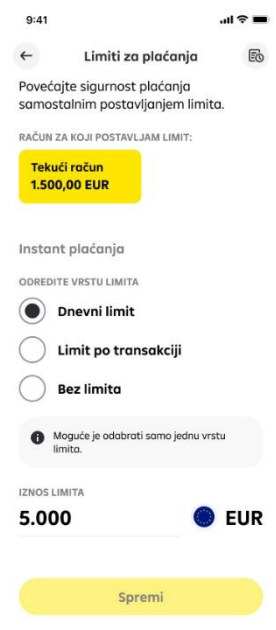 9:41
Limiti za plaćanja
Povećajte sigurnost plaćanja
samostalnim postavljanjem limita.
RAČUN ZA KOJI POSTAVLJAM LIMIT:
Tekući račun
1.500,00 EUR
Instant plaćanja
ODREDITE VRSTU LIMITA
Dnevni limit
Limit po transakciji
Bez limita
Moguće je odabrati samo jednu vrstu
limita.
IZNOS LIMITA
5.000 EUR
Spremi